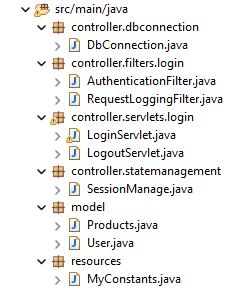 src/main/java
controller.dbconnection
DbConnection.java
controller.filters.login
AuthenticationFilter.java
RequestLoggingFilter.java
controller.servlets.login
LoginServlet.java
LogoutServlet.java
controller.statemanagement
SessionManage.java
model
Products.java
User.java
resources
MyConstants.java